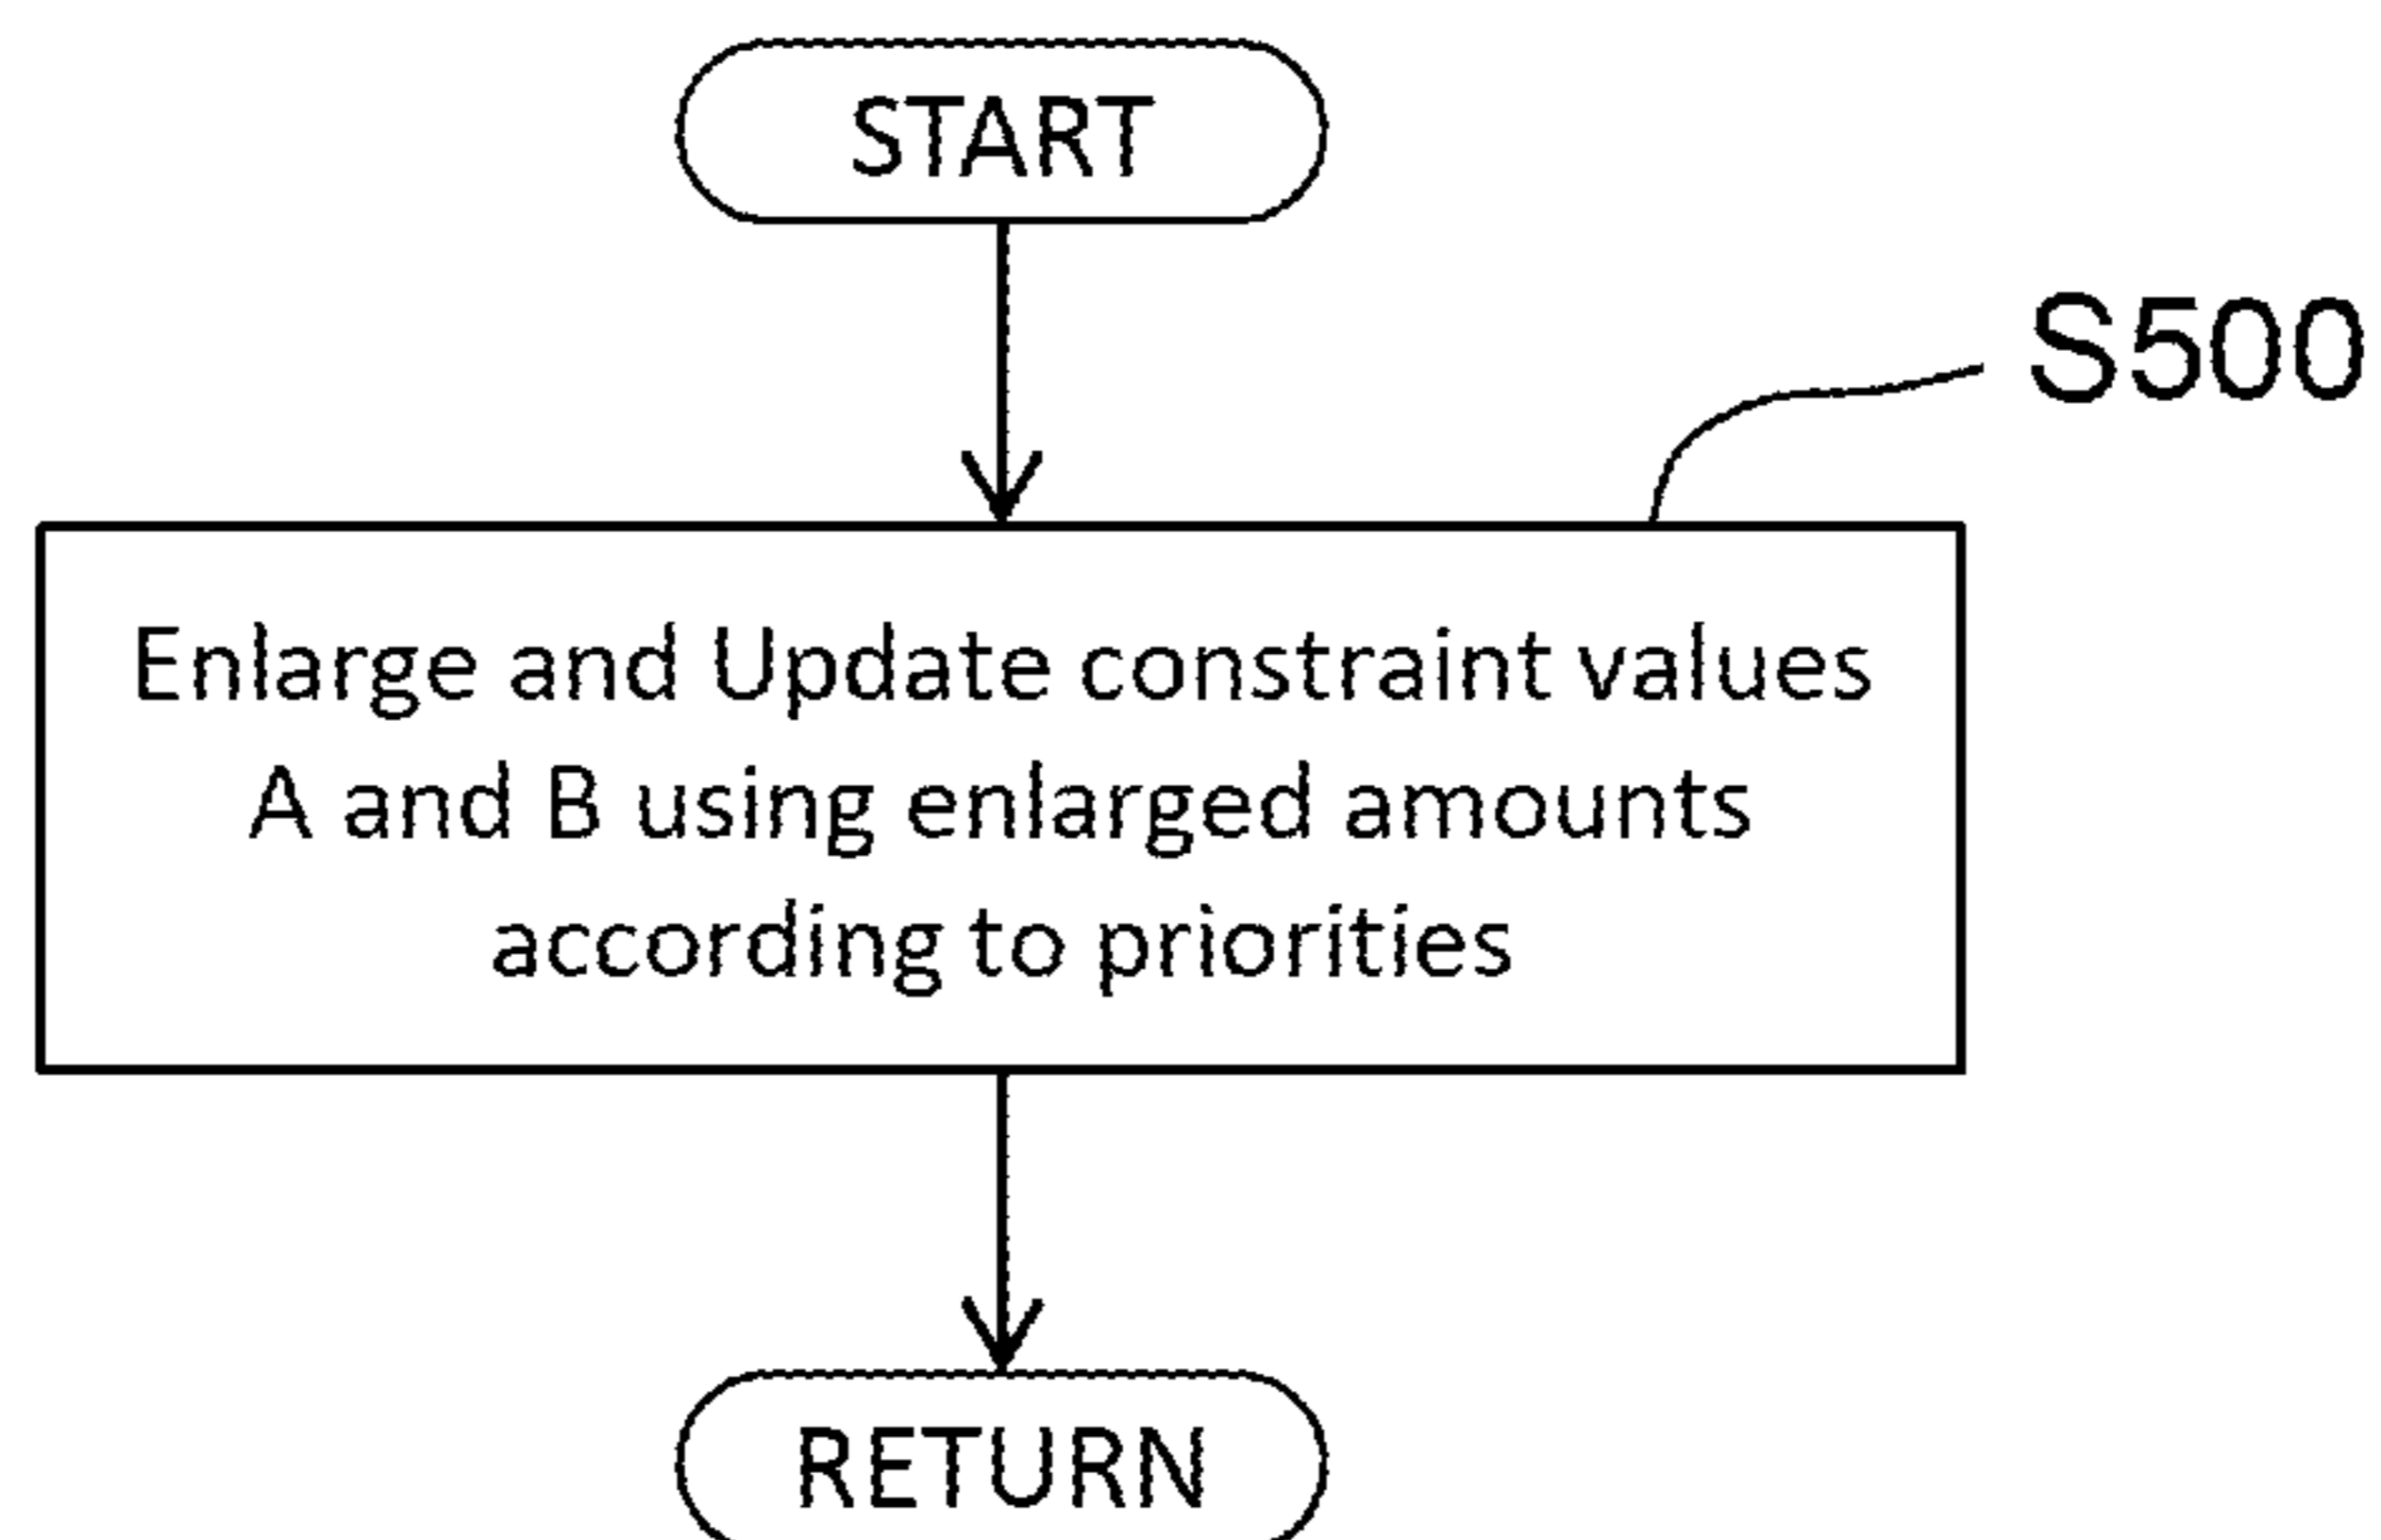 START
S500
Enlarge and Update constraint values
A and B using enlarged amounts
according to priorities
RETURN